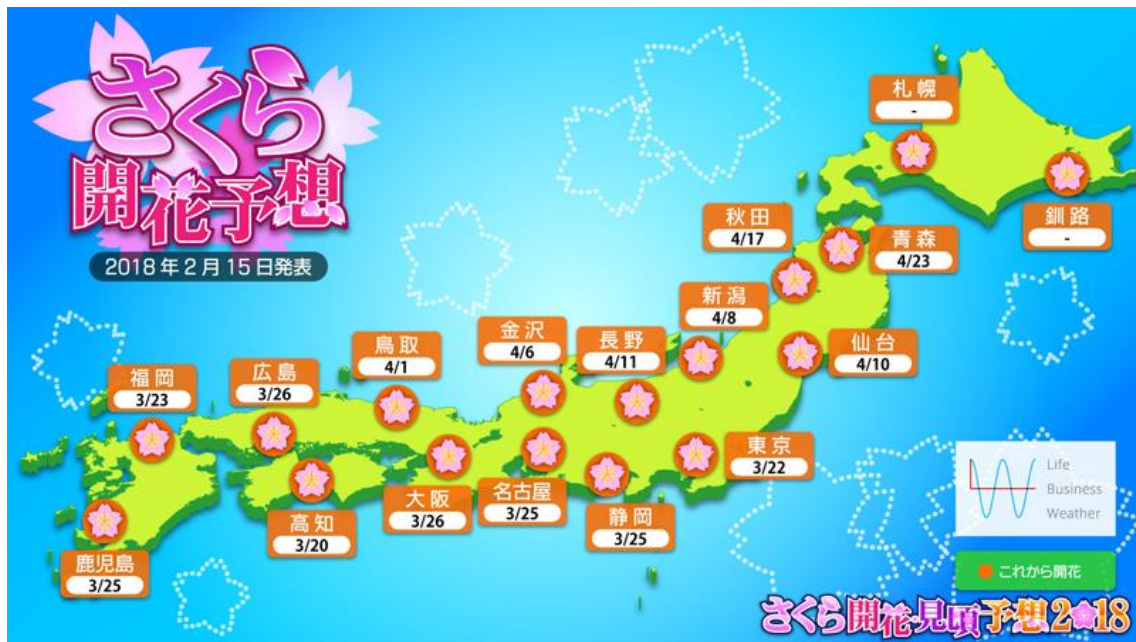 さくら
開花予想
2018年2月15日発表
札幌
-
釧路
-
秋田
4/17
青森
4/23
新潟
4/8
仙台
4/10
金沢
4/6
長野
4/11
鳥取
4/1
広島
3/26
福岡
3/23
東京
3/22
大阪
3/26
名古屋
3/25
静岡
3/25
高知
3/20
鹿児島
3/25
Life
Business
Weather
これから開花
さくら開花・見頃予想2018